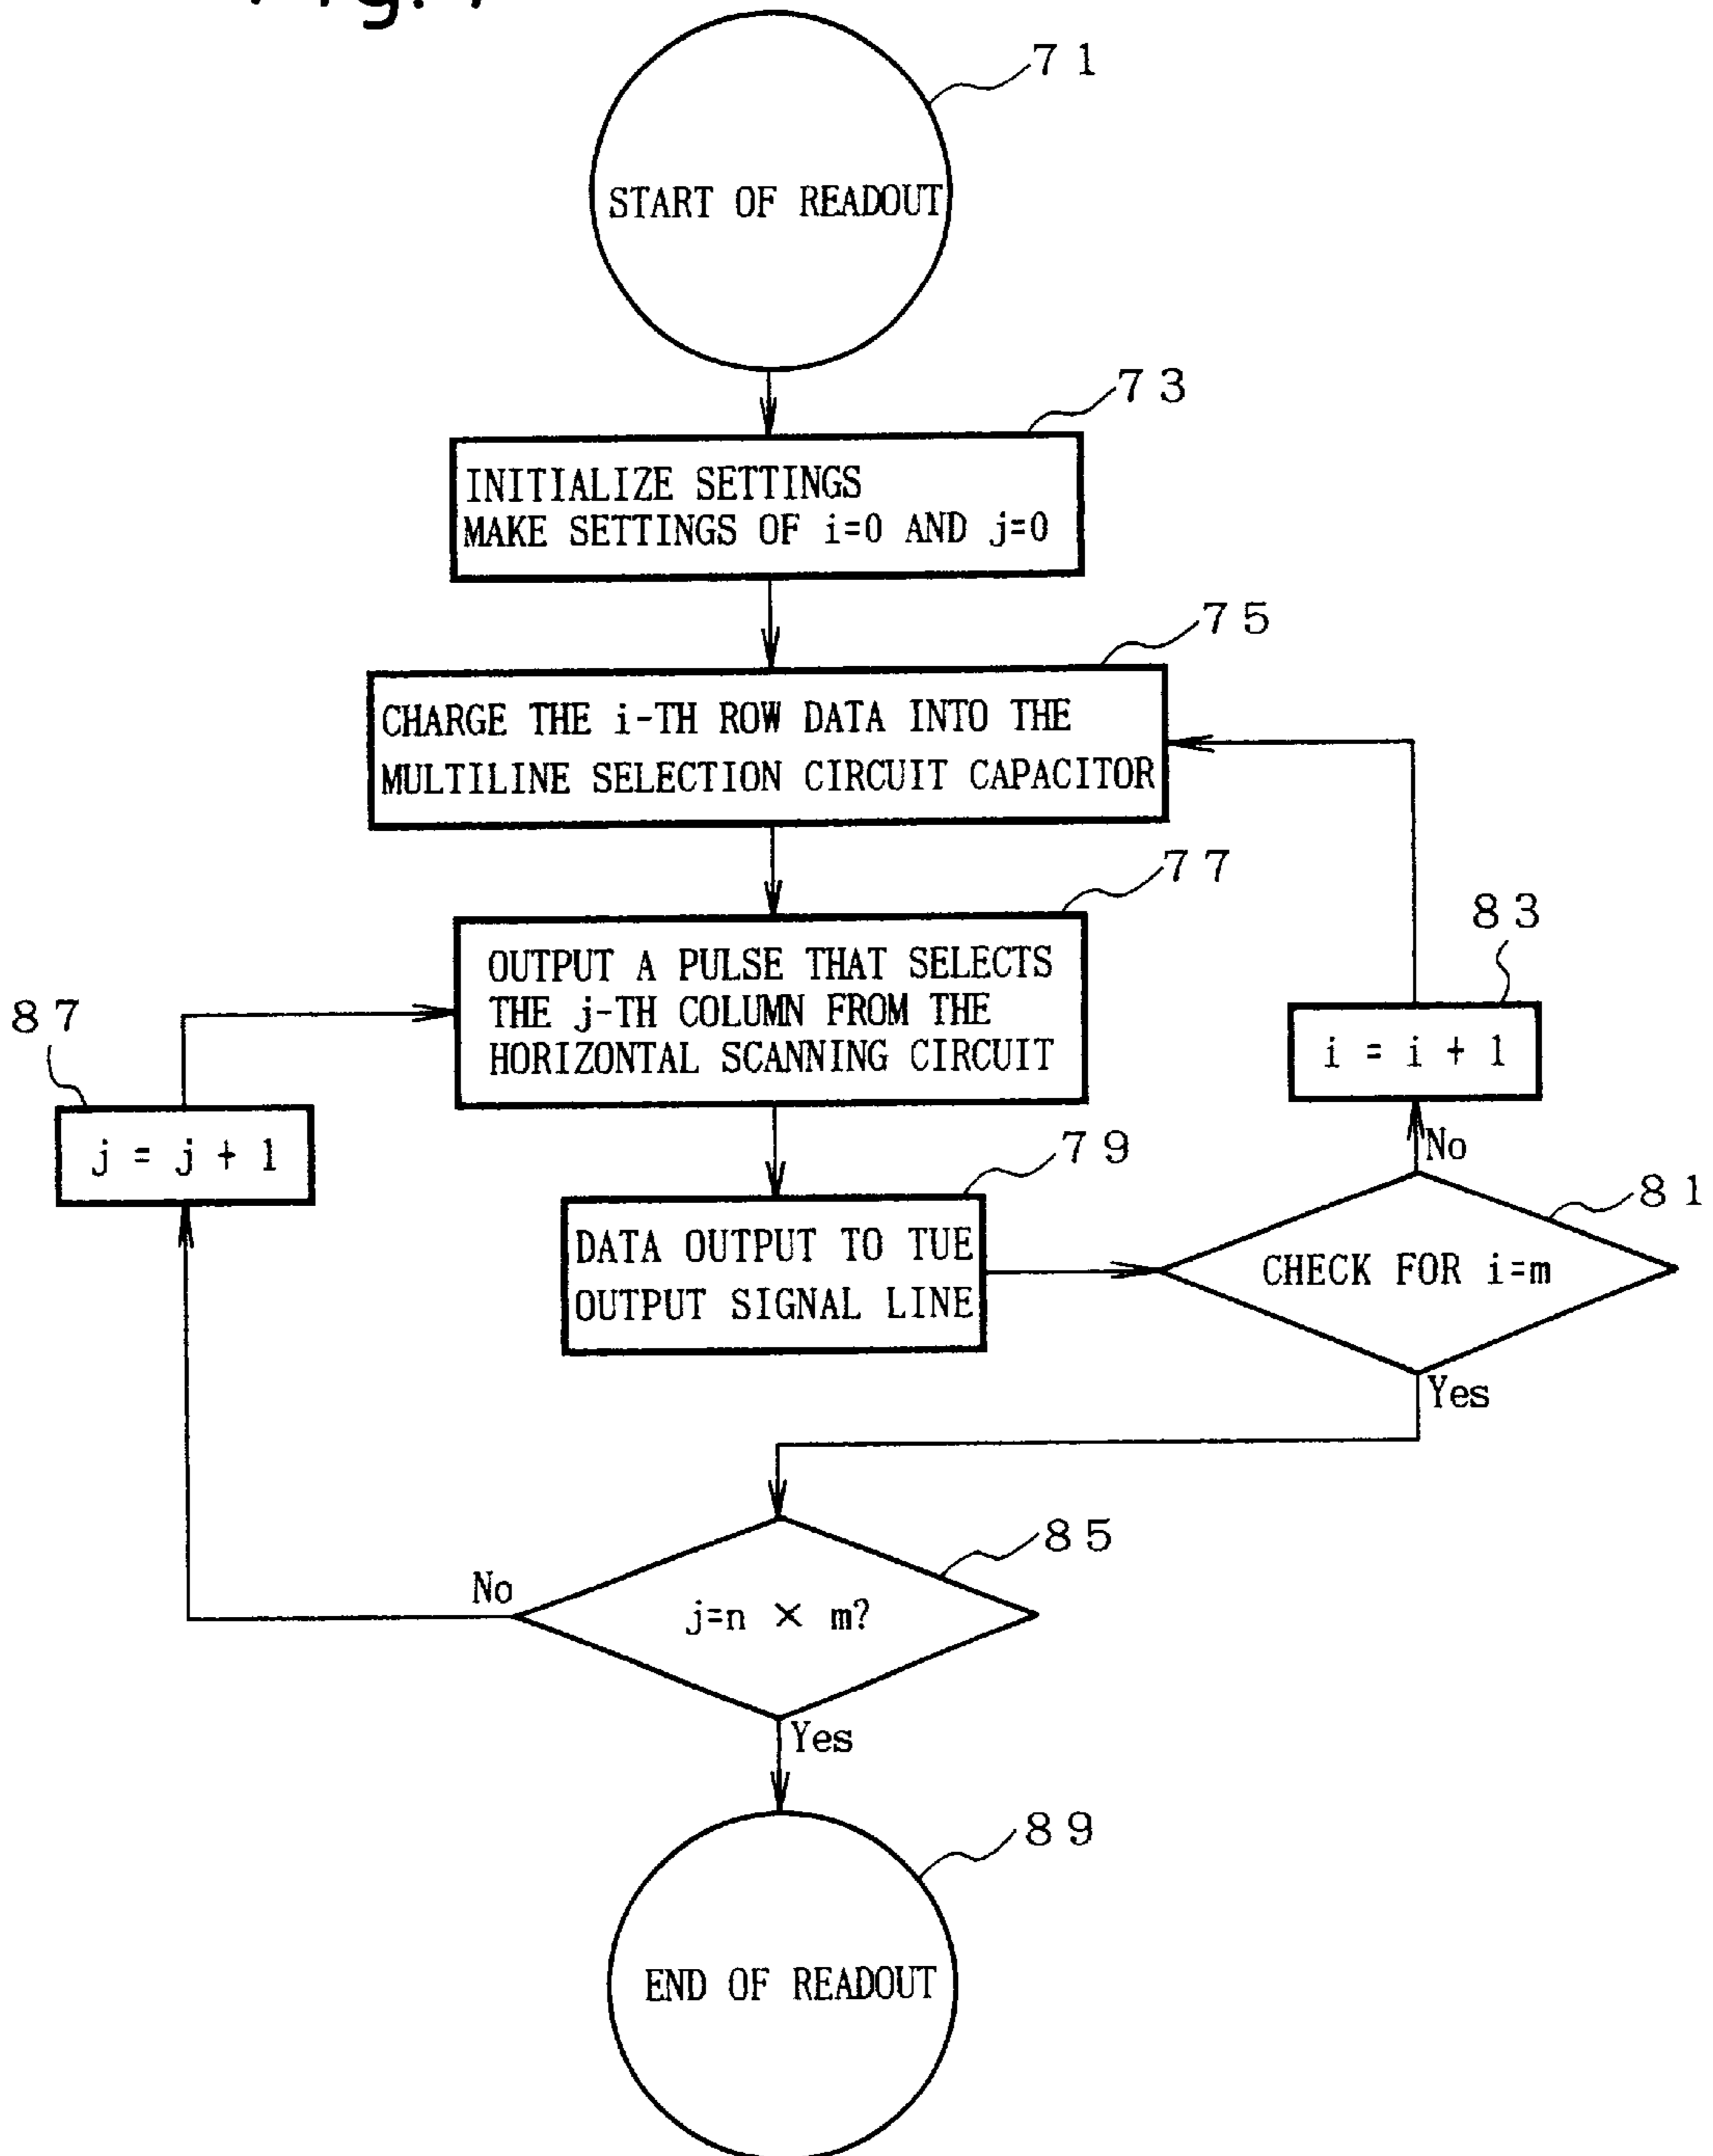 71
START OF READOUT
73
INITIALIZE SETTINGS
MAKE SETTINGS OF i=0 AND j=0
75
CHARGE THE i-TH ROW DATA INTO THE
MULTILINE SELECTION CIRCUIT CAPACITOR
77
OUTPUT A PULSE THAT SELECTS
THE j-TH COLUMN FROM THE
HORIZONTAL SCANNING CIRCUIT
83
i = i + 1
87
j = j + 1
No
79
DATA OUTPUT TO TUE
OUTPUT SIGNAL LINE
81
CHECK FOR i=m
Yes
85
No
j=n × m?
Yes
89
END OF READOUT